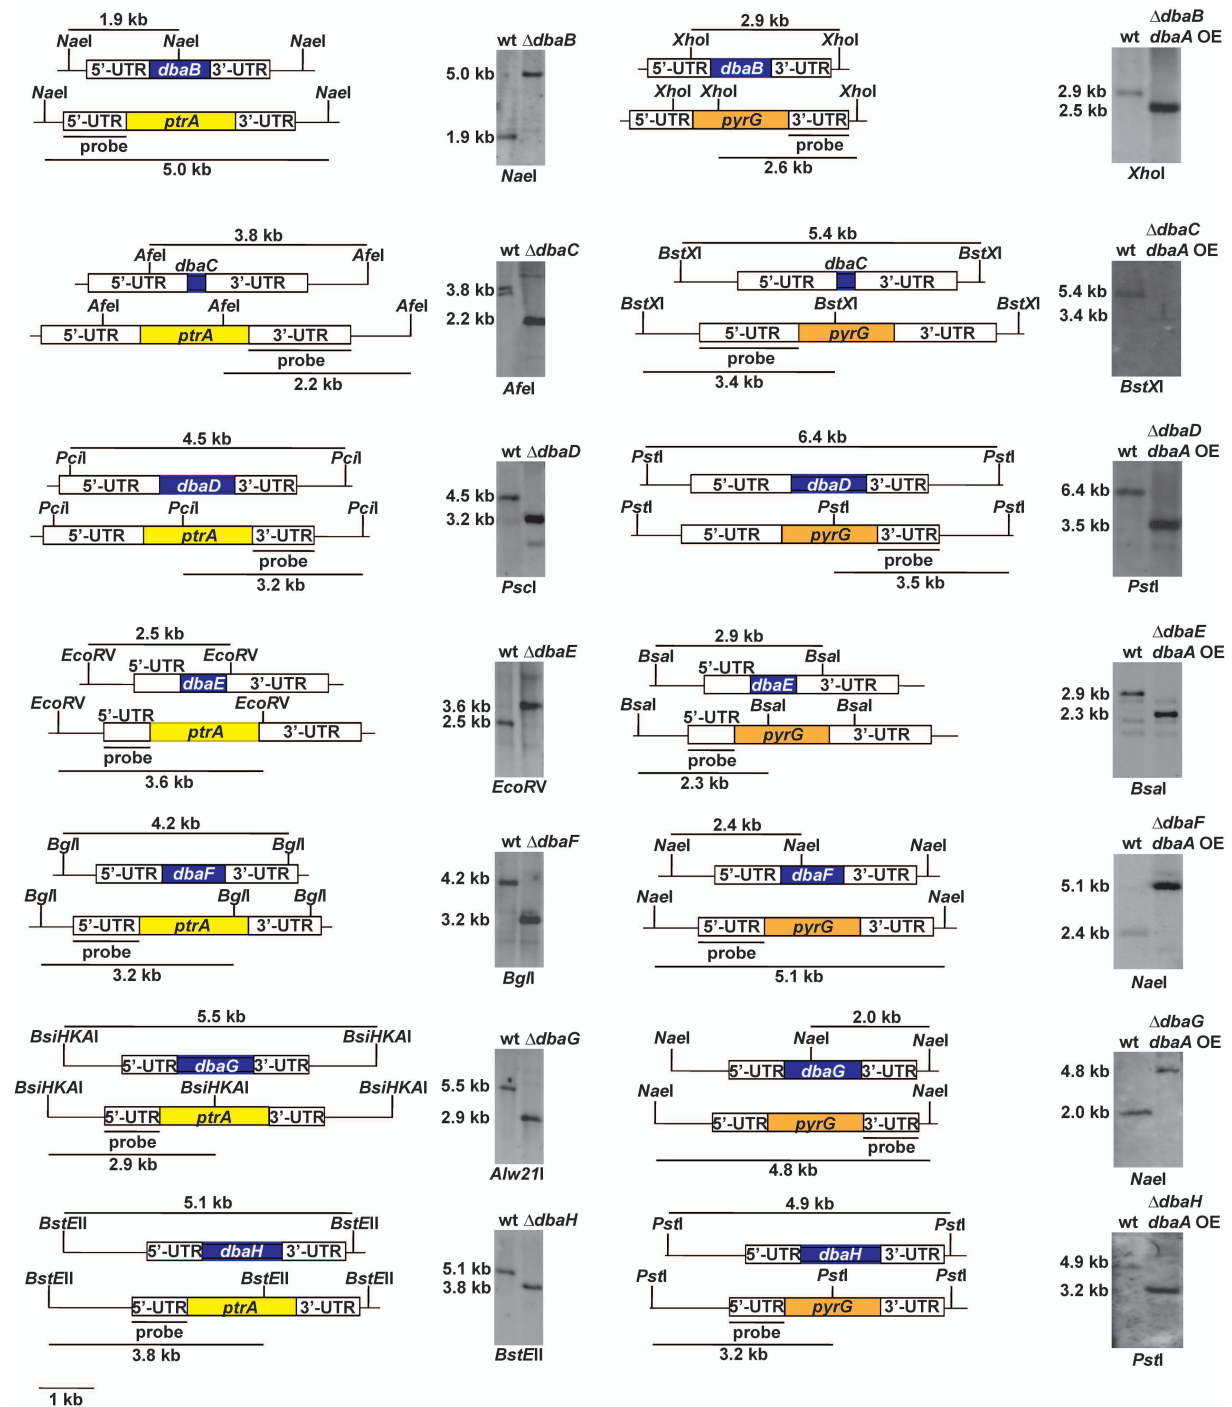 1.9 kb
NaeI NaeI NaeI
5’-UTR dbaB 3’-UTR
NaeI NaeI
5’-UTR ptrA 3’-UTR
probe
5.0 kb
wt ΔdbaB
5.0 kb
1.9 kb
NaeI
2.9 kb
XhoI XhoI
5’-UTR dbaB 3’-UTR
XhoI XhoI XhoI
5’-UTR pyrG 3’-UTR
probe
2.6 kb
ΔdbaB
wt dbaA OE
2.9 kb
2.5 kb
XhoI
3.8 kb
AfeI dbaC AfeI
5’-UTR 3’-UTR
AfeI AfeI AfeI
5’-UTR ptrA 3’-UTR
probe
2.2 kb
wt ΔdbaC
3.8 kb
2.2 kb
AfeI
5.4 kb
BstXI dbaC BstXI
5’-UTR 3’-UTR
BstXI BstXI BstXI
5’-UTR pyrG 3’-UTR
probe
3.4 kb
ΔdbaC
wt dbaA OE
5.4 kb
3.4 kb
BstXI
4.5 kb
PciI PciI
5’-UTR dbaD 3’-UTR
PciI PciI PciI
5’-UTR ptrA 3’-UTR
probe
3.2 kb
wt ΔdbaD
4.5 kb
3.2 kb
PscI
6.4 kb
PstI PstI
5’-UTR dbaD 3’-UTR
PstI PstI PstI
5’-UTR pyrG 3’-UTR
probe
3.5 kb
ΔdbaD
wt dbaA OE
6.4 kb
3.5 kb
PstI
2.5 kb
EcoRV 5’-UTR EcoRV
dbaE 3’-UTR
EcoRV 5’-UTR EcoRV
ptrA 3’-UTR
probe
3.6 kb
wt ΔdbaE
3.6 kb
2.5 kb
EcoRV
2.9 kb
BsaI 5’-UTR BsaI
dbaE 3’-UTR
BsaI 5’-UTR BsaI BsaI
pyrG 3’-UTR
probe
2.3 kb
ΔdbaE
wt dbaA OE
2.9 kb
2.3 kb
BsaI
4.2 kb
BglI BglI
5’-UTR dbaF 3’-UTR
BglI BglI BglI
5’-UTR ptrA 3’-UTR
probe
3.2 kb
wt ΔdbaF
4.2 kb
3.2 kb
BglI
2.4 kb
NaeI NaeI NaeI
5’-UTR dbaF 3’-UTR
NaeI NaeI
5’-UTR pyrG 3’-UTR
probe
5.1 kb
ΔdbaF
wt dbaA OE
5.1 kb
2.4 kb
NaeI
5.5 kb
BsiHKAI BsiHKAI
5’-UTR dbaG 3’-UTR
BsiHKAI BsiHKAI BsiHKAI
5’-UTR ptrA 3’-UTR
probe
2.9 kb
wt ΔdbaG
5.5 kb
2.9 kb
Alw21I
2.0 kb
NaeI NaeI NaeI
5’-UTR dbaG 3’-UTR
NaeI NaeI
5’-UTR pyrG 3’-UTR
probe
4.8 kb
ΔdbaG
wt dbaA OE
4.8 kb
2.0 kb
NaeI
5.1 kb
BstEII BstEII
5’-UTR dbaH 3’-UTR
BstEII BstEII BstEII
5’-UTR ptrA 3’-UTR
probe
3.8 kb
wt ΔdbaH
5.1 kb
3.8 kb
BstEII
4.9 kb
PstI PstI
5’-UTR dbaH 3’-UTR
PstI PstI PstI
5’-UTR pyrG 3’-UTR
probe
3.2 kb
ΔdbaH
wt dbaA OE
4.9 kb
3.2 kb
PstI
1 kb